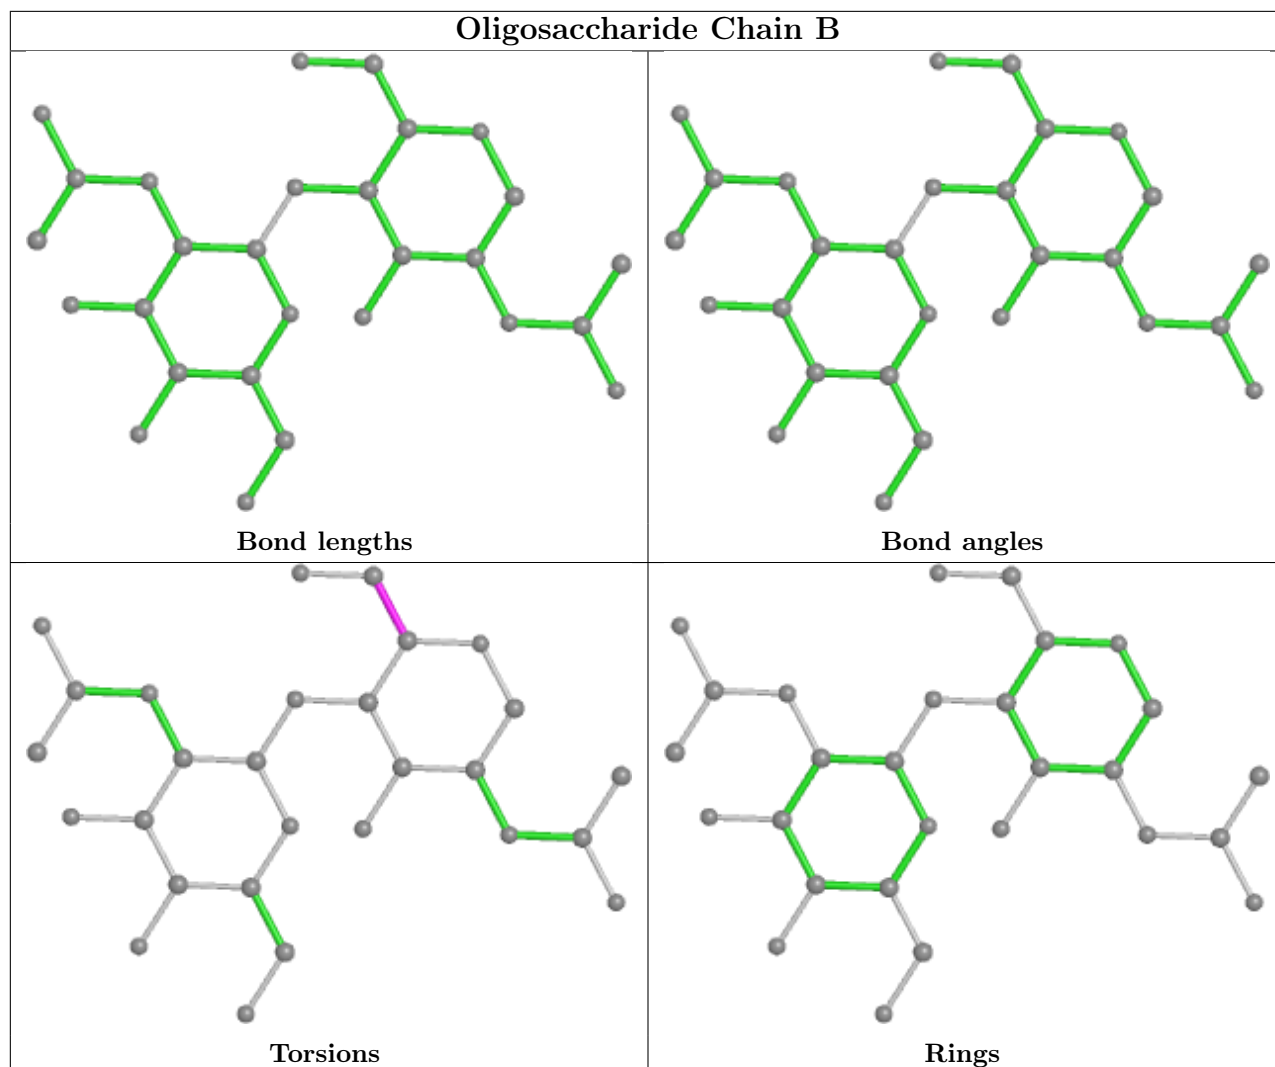 Oligosaccharide Chain B
Bond lengths
Bond angles
Torsions
Rings